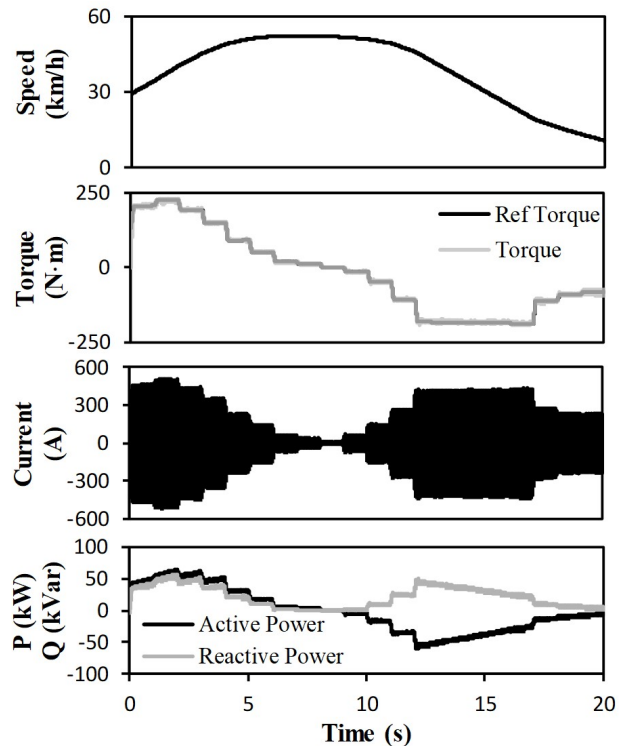 60
30
0
Speed
(km/h)
250
0
-250
Torque
(N·m)
Ref Torque
Torque
600
300
0
-300
-600
Current
(A)
100
50
0
-50
-100
P (kW)
Q (kVar)
Active Power
Reactive Power
0 5 10 15 20
Time (s)